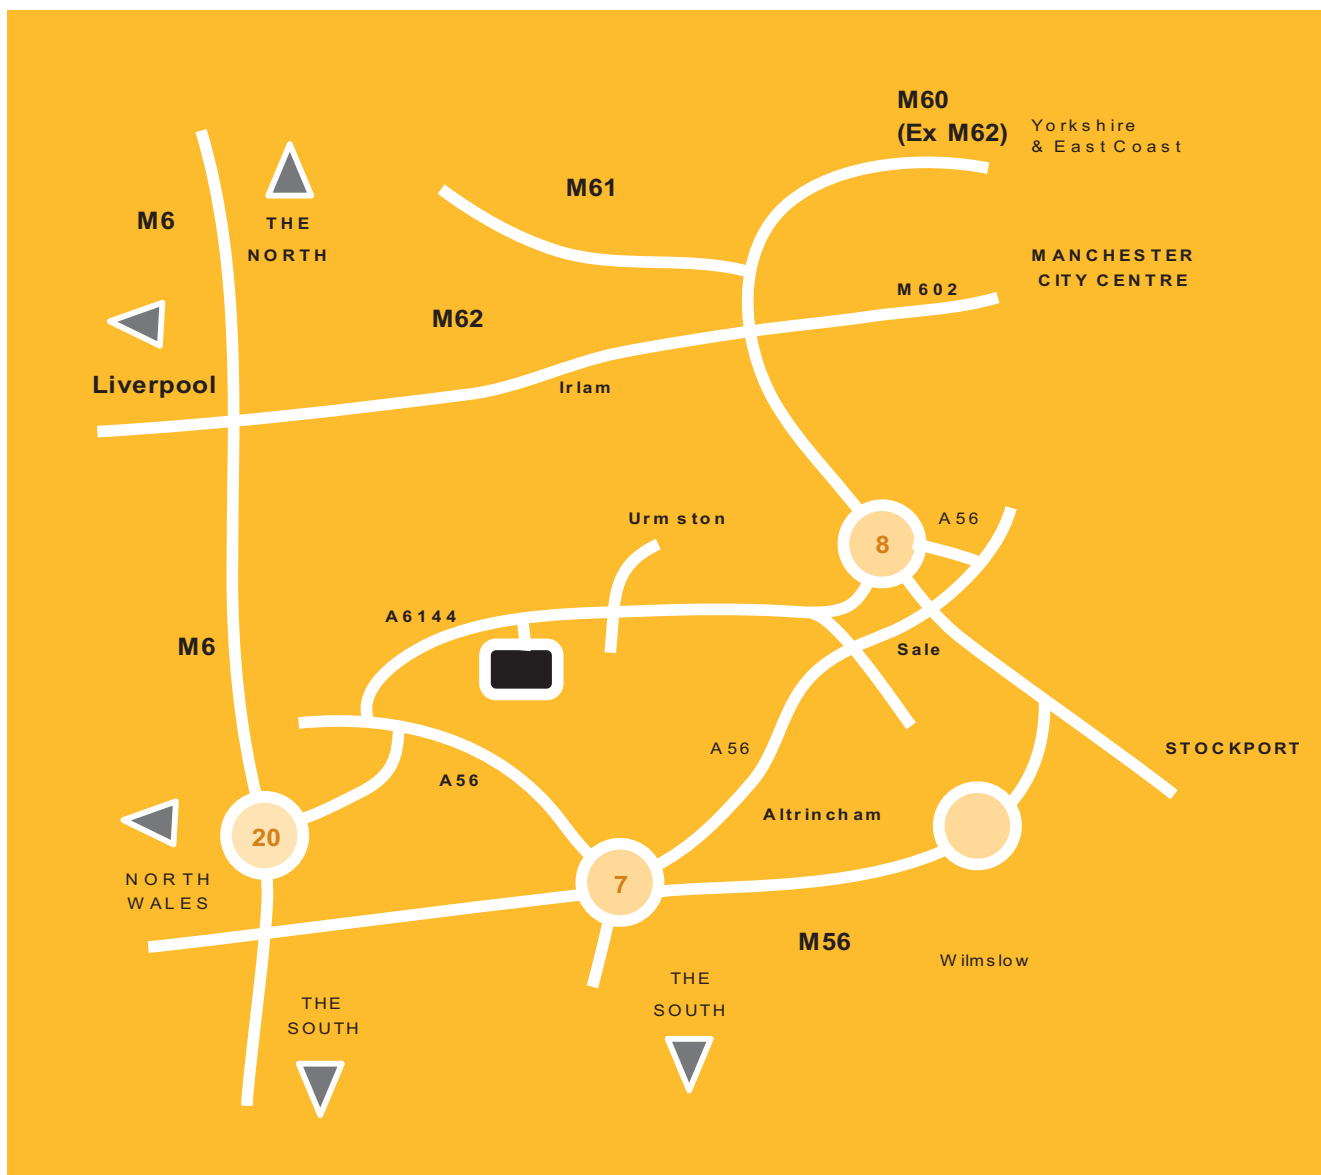 M60
(Ex M62)
Yorkshire
& East Coast
M61
M6
THE
NORTH
MANCHESTER
CITY CENTRE
M602
M62
Liverpool
Irlam
Urmston
A56
8
A6144
M6
Sale
A56
STOCKPORT
A56
Altrincham
20
7
NORTH
WALES
M56
Wilmslow
THE
SOUTH
THE
SOUTH